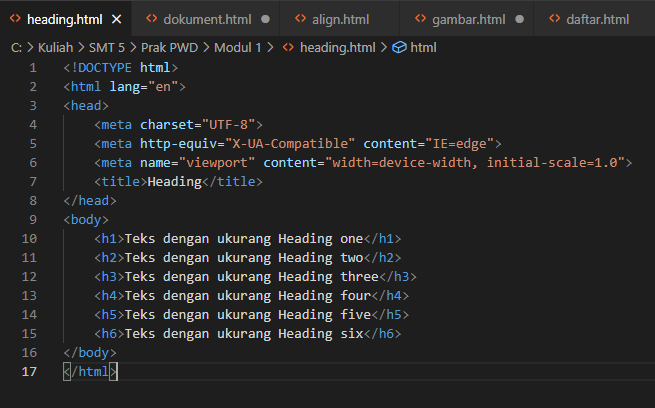 heading.html dokument.html align.html gambar.html daftar.html
C: > Kuliah > SMT 5 > Prak PWD > Modul 1 > heading.html > html
1 <!DOCTYPE html>
2 <html lang="en">
3 <head>
4 <meta charset="UTF-8">
5 <meta http-equiv="X-UA-Compatible" content="IE=edge">
6 <meta name="viewport" content="width=device-width, initial-scale=1.0">
7 <title>Heading</title>
8 </head>
9 <body>
10 <h1>Teks dengan ukurang Heading one</h1>
11 <h2>Teks dengan ukurang Heading two</h2>
12 <h3>Teks dengan ukurang Heading three</h3>
13 <h4>Teks dengan ukurang Heading four</h4>
14 <h5>Teks dengan ukurang Heading five</h5>
15 <h6>Teks dengan ukurang Heading six</h6>
16 </body>
17 </html>